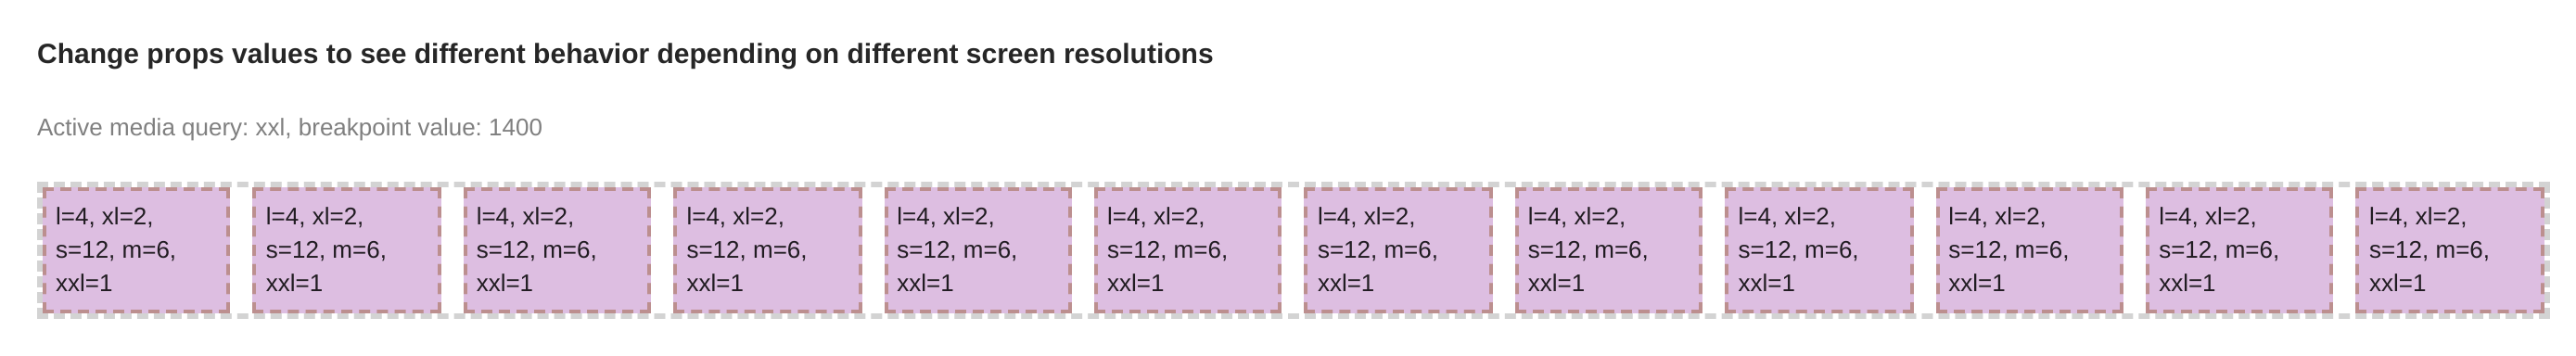 Change props values to see different behavior depending on different screen resolutions
Active media query: xxl, breakpoint value: 1400
l=4, xl=2,
s=12, m=6,
xxl=1
l=4, xl=2,
s=12, m=6,
xxl=1
l=4, xl=2,
s=12, m=6,
xxl=1
l=4, xl=2,
s=12, m=6,
xxl=1
l=4, xl=2,
s=12, m=6,
xxl=1
l=4, xl=2,
s=12, m=6,
xxl=1
l=4, xl=2,
s=12, m=6,
xxl=1
l=4, xl=2,
s=12, m=6,
xxl=1
l=4, xl=2,
s=12, m=6,
xxl=1
l=4, xl=2,
s=12, m=6,
xxl=1
l=4, xl=2,
s=12, m=6,
xxl=1
l=4, xl=2,
s=12, m=6,
xxl=1